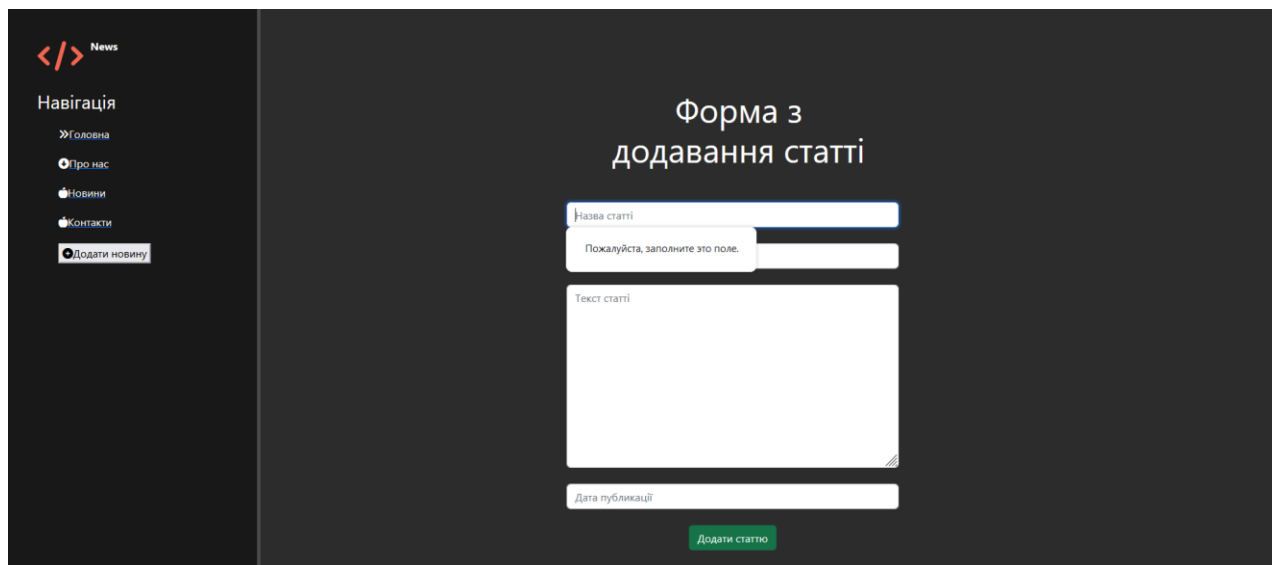 News
Навігація
Головна
Про нас
Новини
Контакти
Додати новину
Форма з
додавання статті
Назва статті
Пожалуйста, заполните это поле.
Текст статті
Дата публикації
Додати статтю